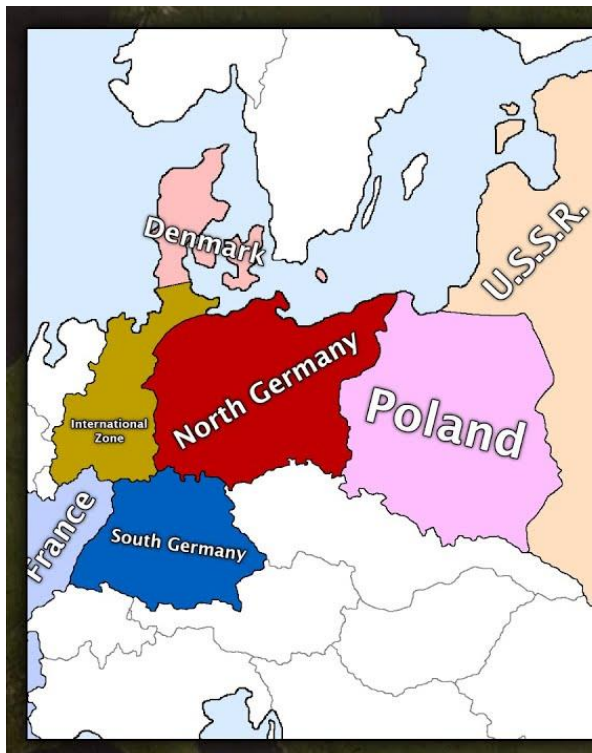 Denmark
U.S.S.R.
North Germany
Poland
International
Zone
France
South Germany